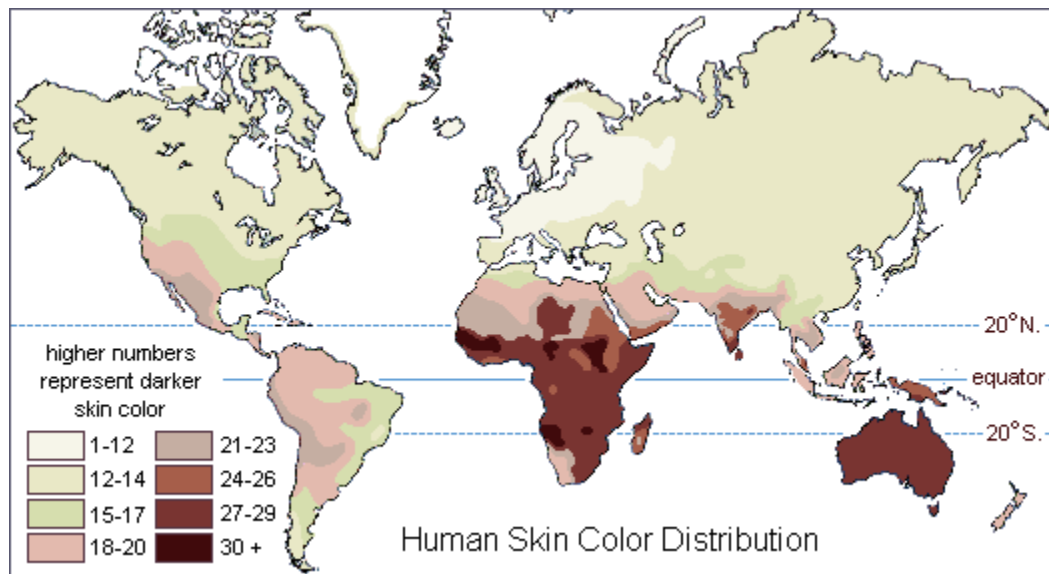 20°N.
higher numbers
represent darker
skin color
equator
1-12
21-23
20°S.
12-14
24-26
15-17
27-29
18-20
30 +
Human Skin Color Distribution